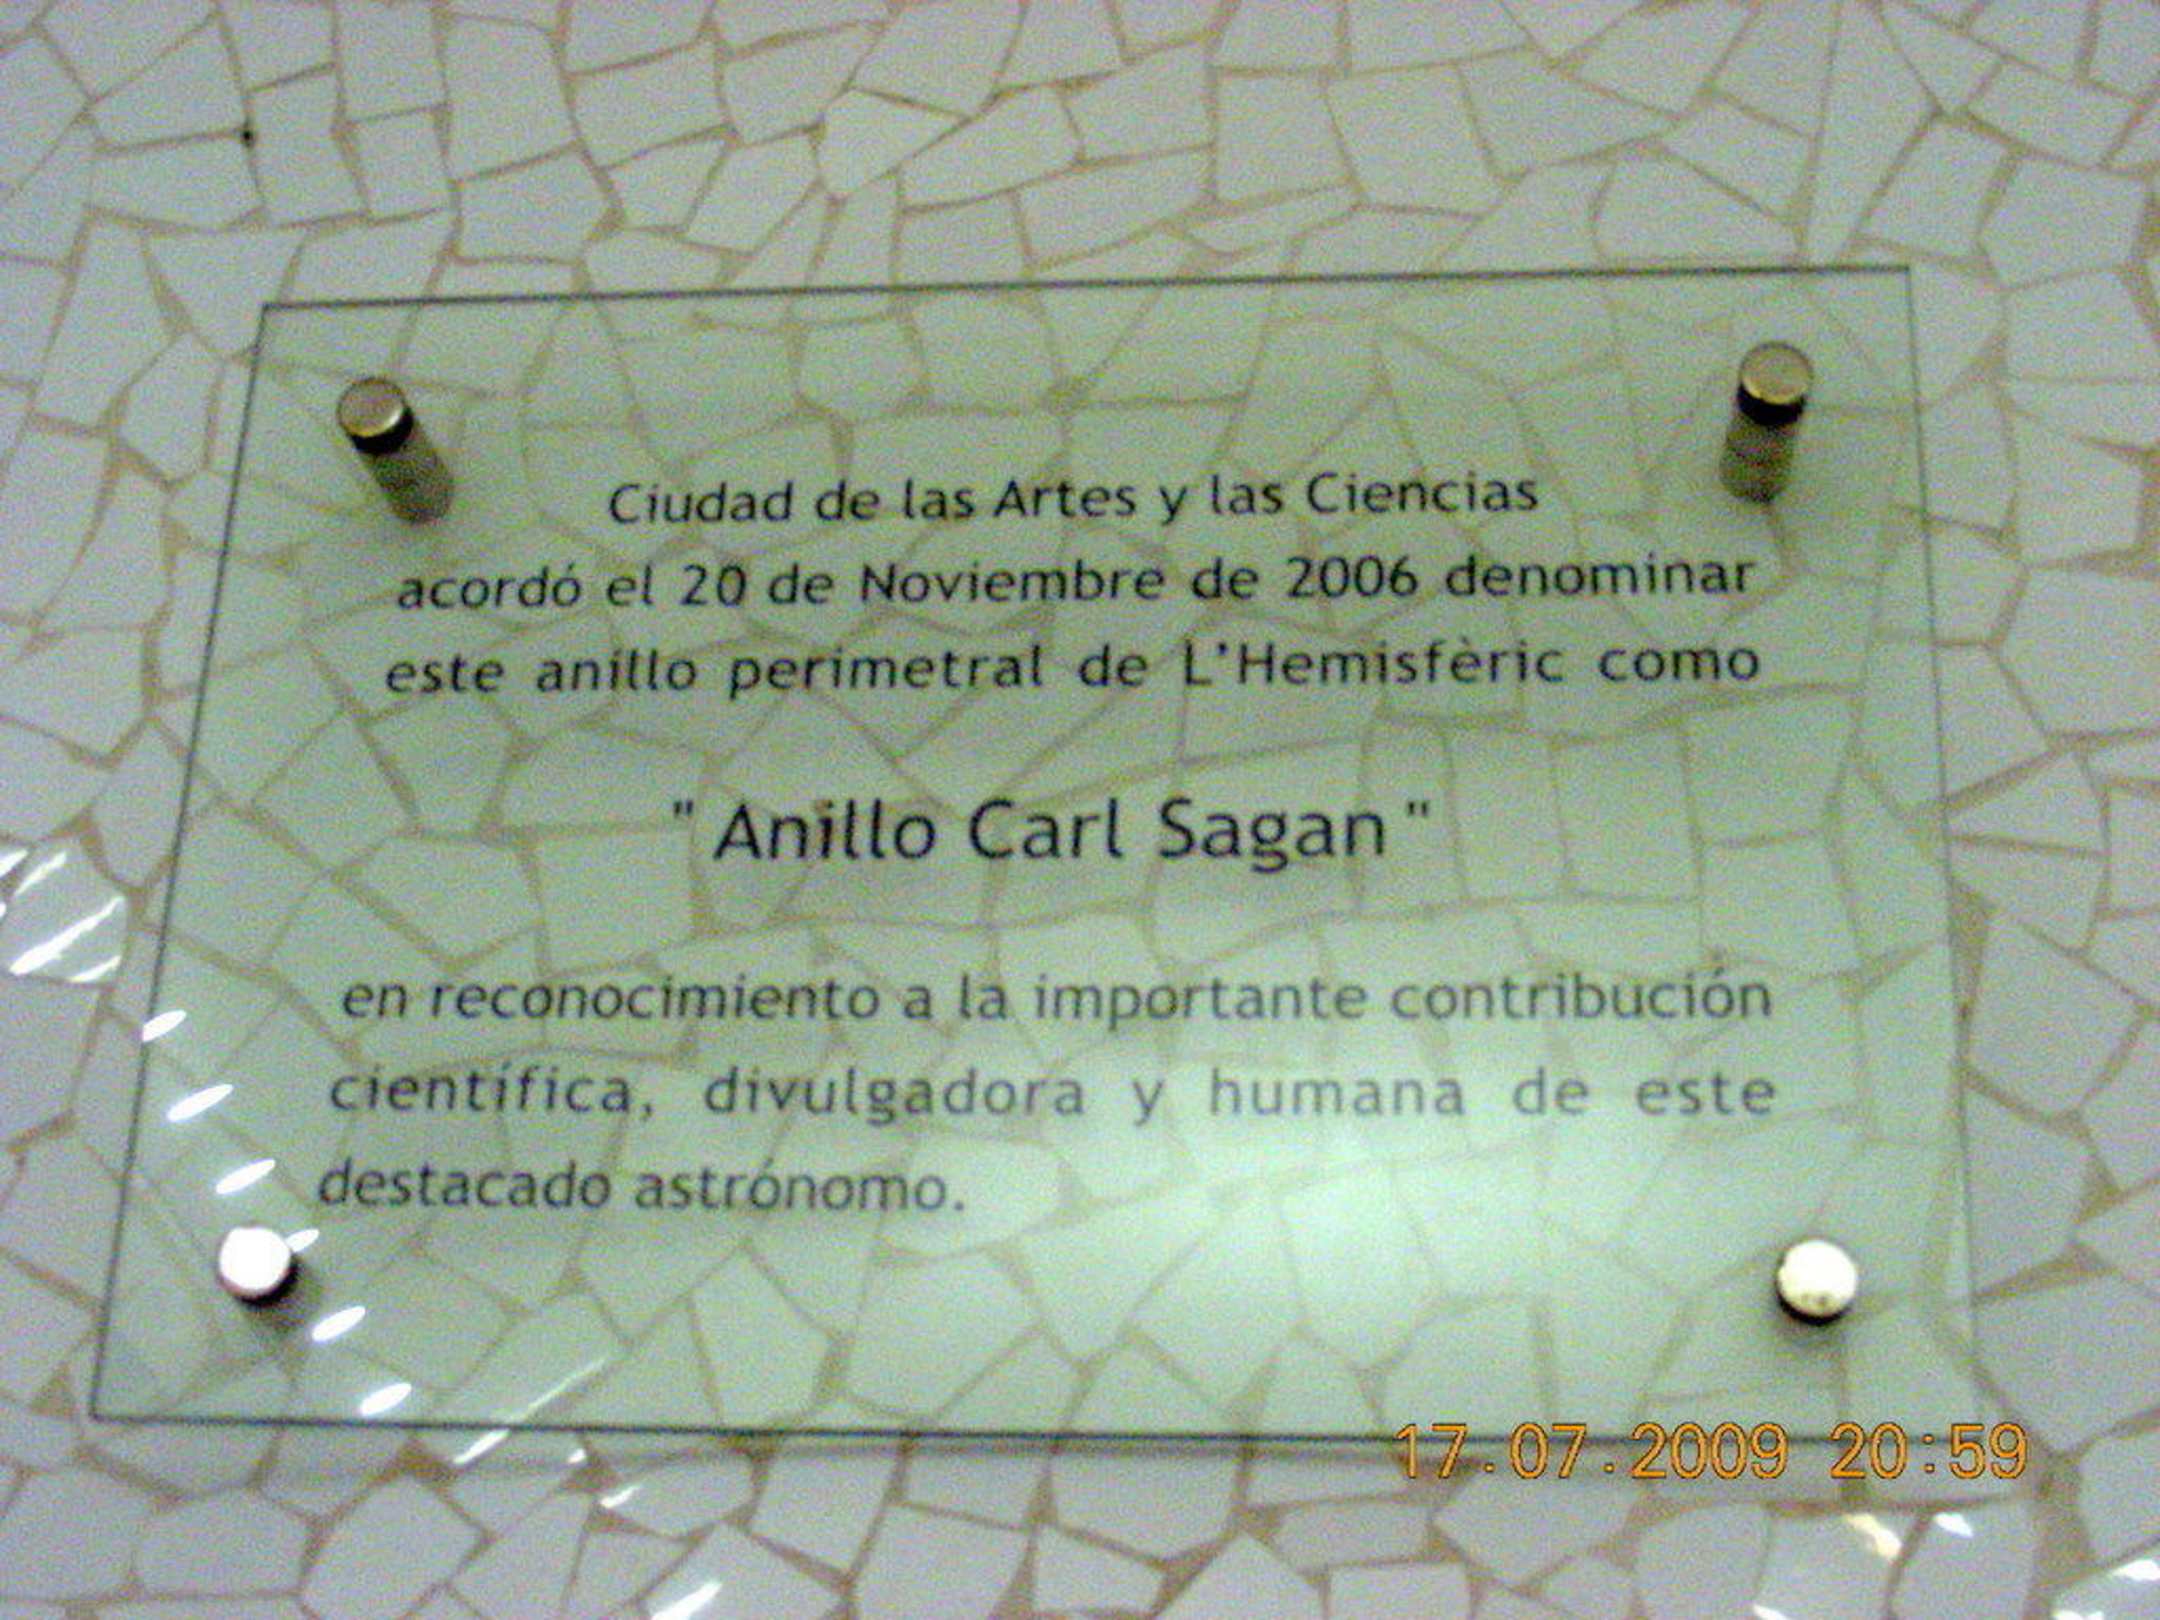 Ciudad de las Artes y las Ciencias
acordó el 20 de Noviembre de 2006 denominar
este anillo perimetral de L'Hemisfèric como
"Anillo Carl Sagan"
en reconocimiento a la importante contribución
científica, divulgadora y humana de este
destacado astrónomo.
17.07.2009 20:59